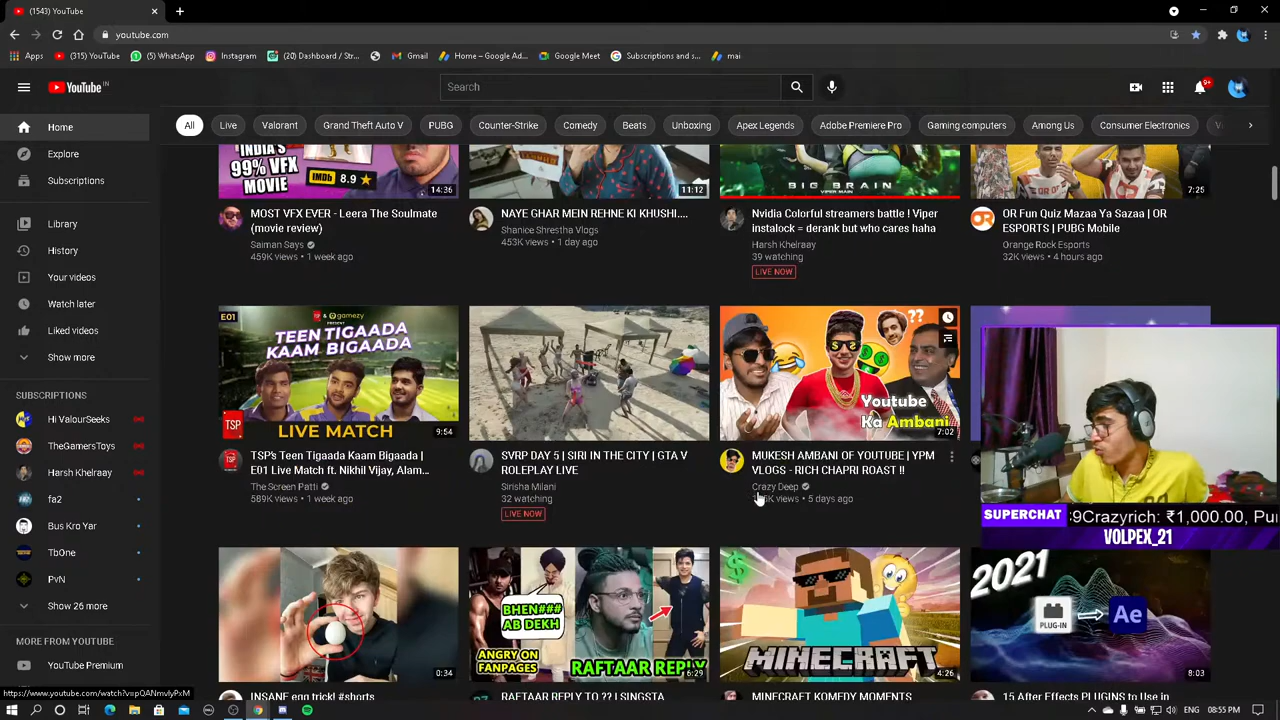 (1543) YouTube
youtube.com
Apps
(315) YouTube
(5) WhatsApp
Instagram
(20) Dashboard / Str...
Gmail
Home – Google Ad...
Google Meet
Subscriptions and s...
mai
YouTube IN
Search
9+
All
Live
Valorant
Grand Theft Auto V
PUBG
Counter-Strike
Comedy
Beats
Unboxing
Apex Legends
Adobe Premiere Pro
Gaming computers
Among Us
Consumer Electronics
Home
Explore
Subscriptions
Library
History
Your videos
Watch later
Liked videos
Show more
SUBSCRIPTIONS
Hi ValourSeeks
TheGamersToys
Harsh Khelraay
fa2
Bus Kro Yar
TbOne
PvN
Show 26 more
MORE FROM YOUTUBE
YouTube Premium
INDIA'S
99% VFX
MOVIE
IMDb 8.9
14:36
MOST VFX EVER - Leera The Soulmate
(movie review)
Saiman Says
459K views • 1 week ago
11:12
NAYE GHAR MEIN REHNE KI KHUSHI....
Shanice Shrestha Vlogs
453K views • 1 day ago
BIG BRAIN
VIPER MAIN
Nvidia Colorful streamers battle ! Viper
instalock = derank but who cares haha
Harsh Khelraay
39 watching
LIVE NOW
7:25
OR Fun Quiz Mazaa Ya Sazaa | OR
ESPORTS | PUBG Mobile
Orange Rock Esports
32K views • 4 hours ago
E01
TSP & gamezy
PRESENT
TEEN TIGAADA
KAAM BIGAADA
TSP
LIVE MATCH
9:54
TSP's Teen Tigaada Kaam Bigaada |
E01 Live Match ft. Nikhil Vijay, Alam...
The Screen Patti
589K views • 1 week ago
SVRP DAY 5 | SIRI IN THE CITY | GTA V
ROLEPLAY LIVE
Sirisha Milani
32 watching
LIVE NOW
??
Youtube
Ka Ambani
7:02
MUKESH AMBANI OF YOUTUBE | YPM
VLOGS - RICH CHAPRI ROAST !!
Crazy Deep
views • 5 days ago
SUPERCHAT
39Crazyrich: ₹1,000.00, Pu
VOLPEX_21
0:34
INSANE egg trick! #shorts
BHEN###
AB DEKH
ANGRY ON
FANPAGES
RAFTAAR REPLY
6:29
RAFTAAR REPLY TO ?? | SINGSTA
MINECRAFT
4:26
MINECRAFT KOMEDY MOMENTS
2021
PLUG-IN
Ae
8:03
15 After Effects PLUGINS to Use in
https://www.youtube.com/watch?v=pQANmvlyPxM
ENG
08:55 PM